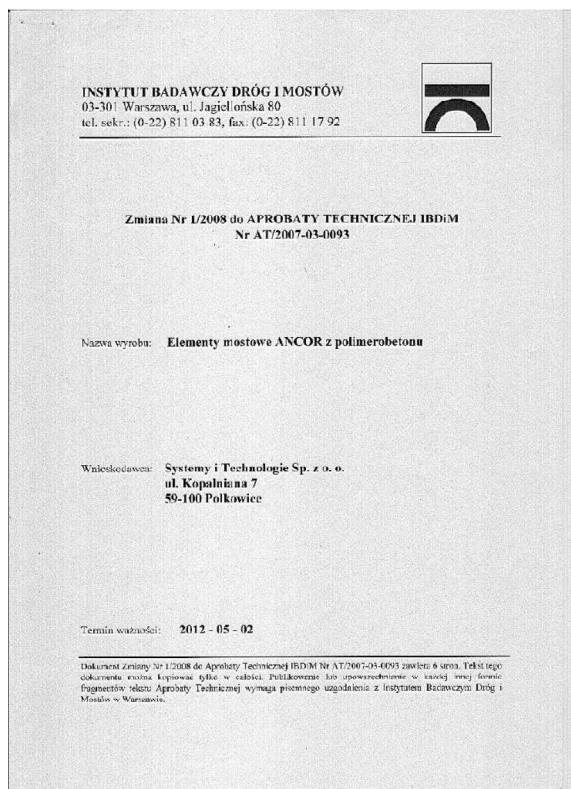 INSTYTUT BADAWCZY DRÓG I MOSTÓW
03-301 Warszawa, ul. Jagiellońska 80
tel. sekr.: (0-22) 811 03 83, fax: (0-22) 811 17 92
Zmiana Nr 1/2008 do APROBATY TECHNICZNEJ IBDiM
Nr AT/2007-03-0093
Nazwa wyrobu: Elementy mostowe ANCOR z polimerobetonu
Wnioskodawca: Systemy i Technologie Sp. z o. o.
ul. Kopalniana 7
59-100 Polkowice
Termin ważności: 2012 - 05 - 02
Dokument Zmiany Nr 1/2008 do Aprobaty Technicznej IBDiM Nr AT/2007-03-0093 zawiera 6 stron. Tekst tego
dokumentu można kopiować tylko w całości. Publikowanie lub upowszechnianie w każdej innej formie
fragmentów tekstu Aprobaty Technicznej wymaga pisemnego uzgodnienia z Instytutem Badawczym Dróg i
Mostów w Warszawie.